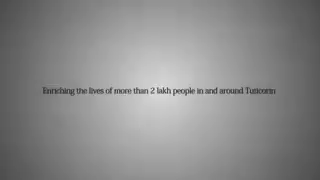 Enriching the lives of more than 2 lakh people in and around Tuticorin